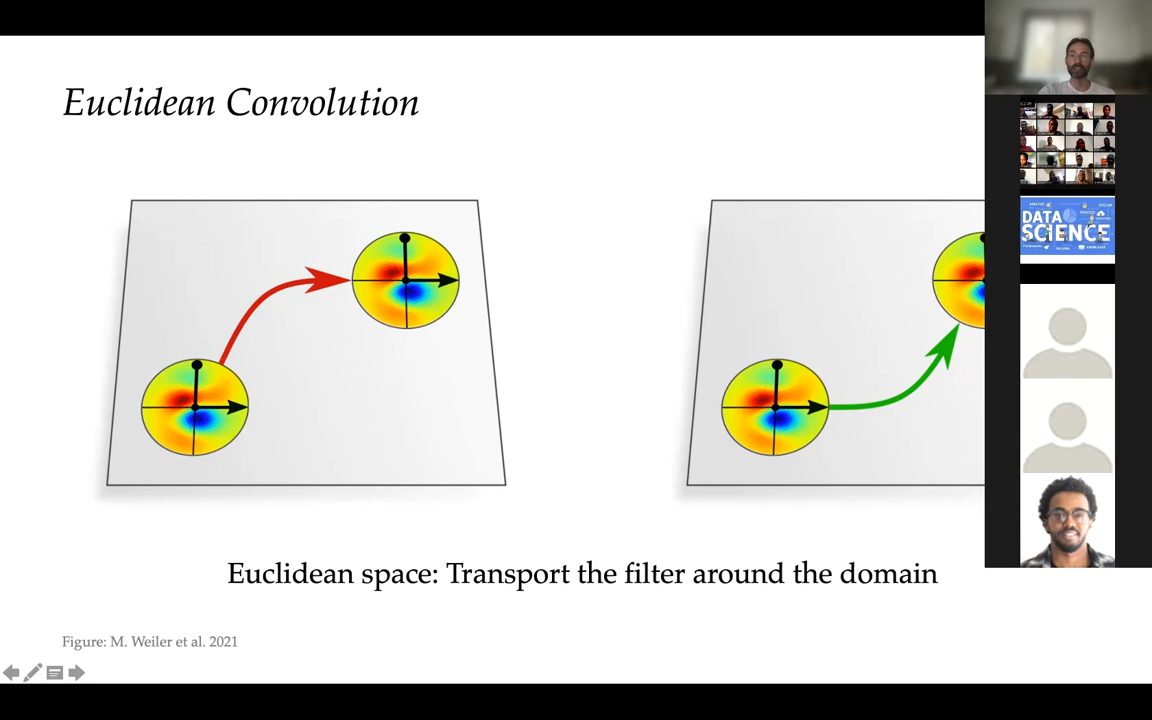 Euclidean Convolution
DATA
SCIENCE
Euclidean space: Transport the filter around the domain
Figure: M. Weiler et al. 2021